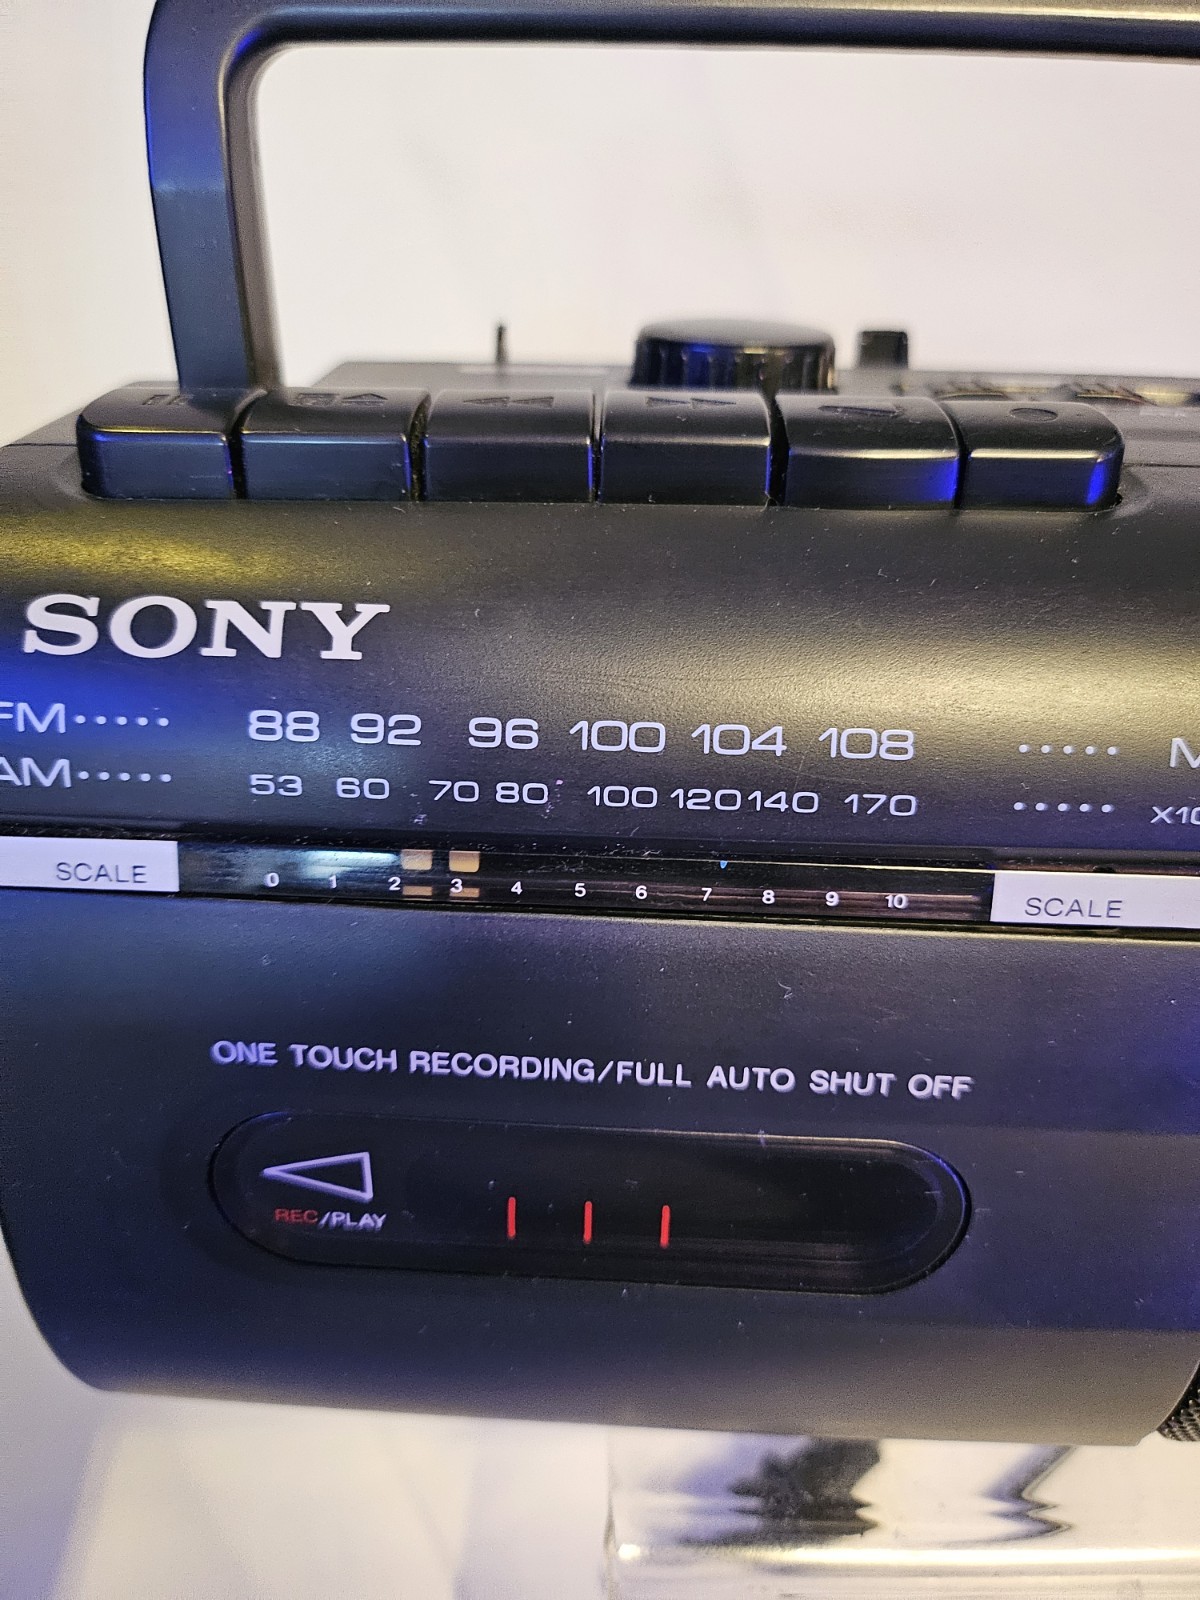 SONY
FM 88 92 96 100 104 108
AM 53 60 70 80 100 120 140 170
SCALE 0 1 2 3 4 5 6 7 8 9 10 SCALE
ONE TOUCH RECORDING/FULL AUTO SHUT OFF
REC/PLAY